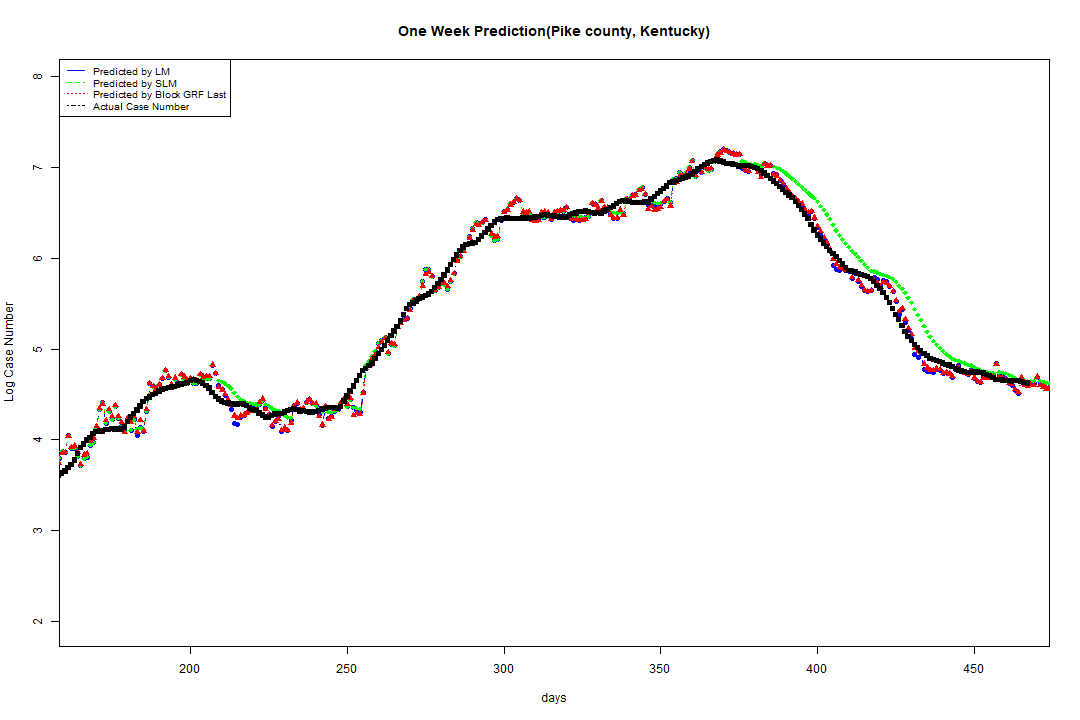 One Week Prediction(Pike county, Kentucky)
Predicted by LM
Predicted by SLM
Predicted by Block GRF Last
Actual Case Number
Log Case Number
8
7
6
5
4
3
2
200 250 300 350 400 450
days